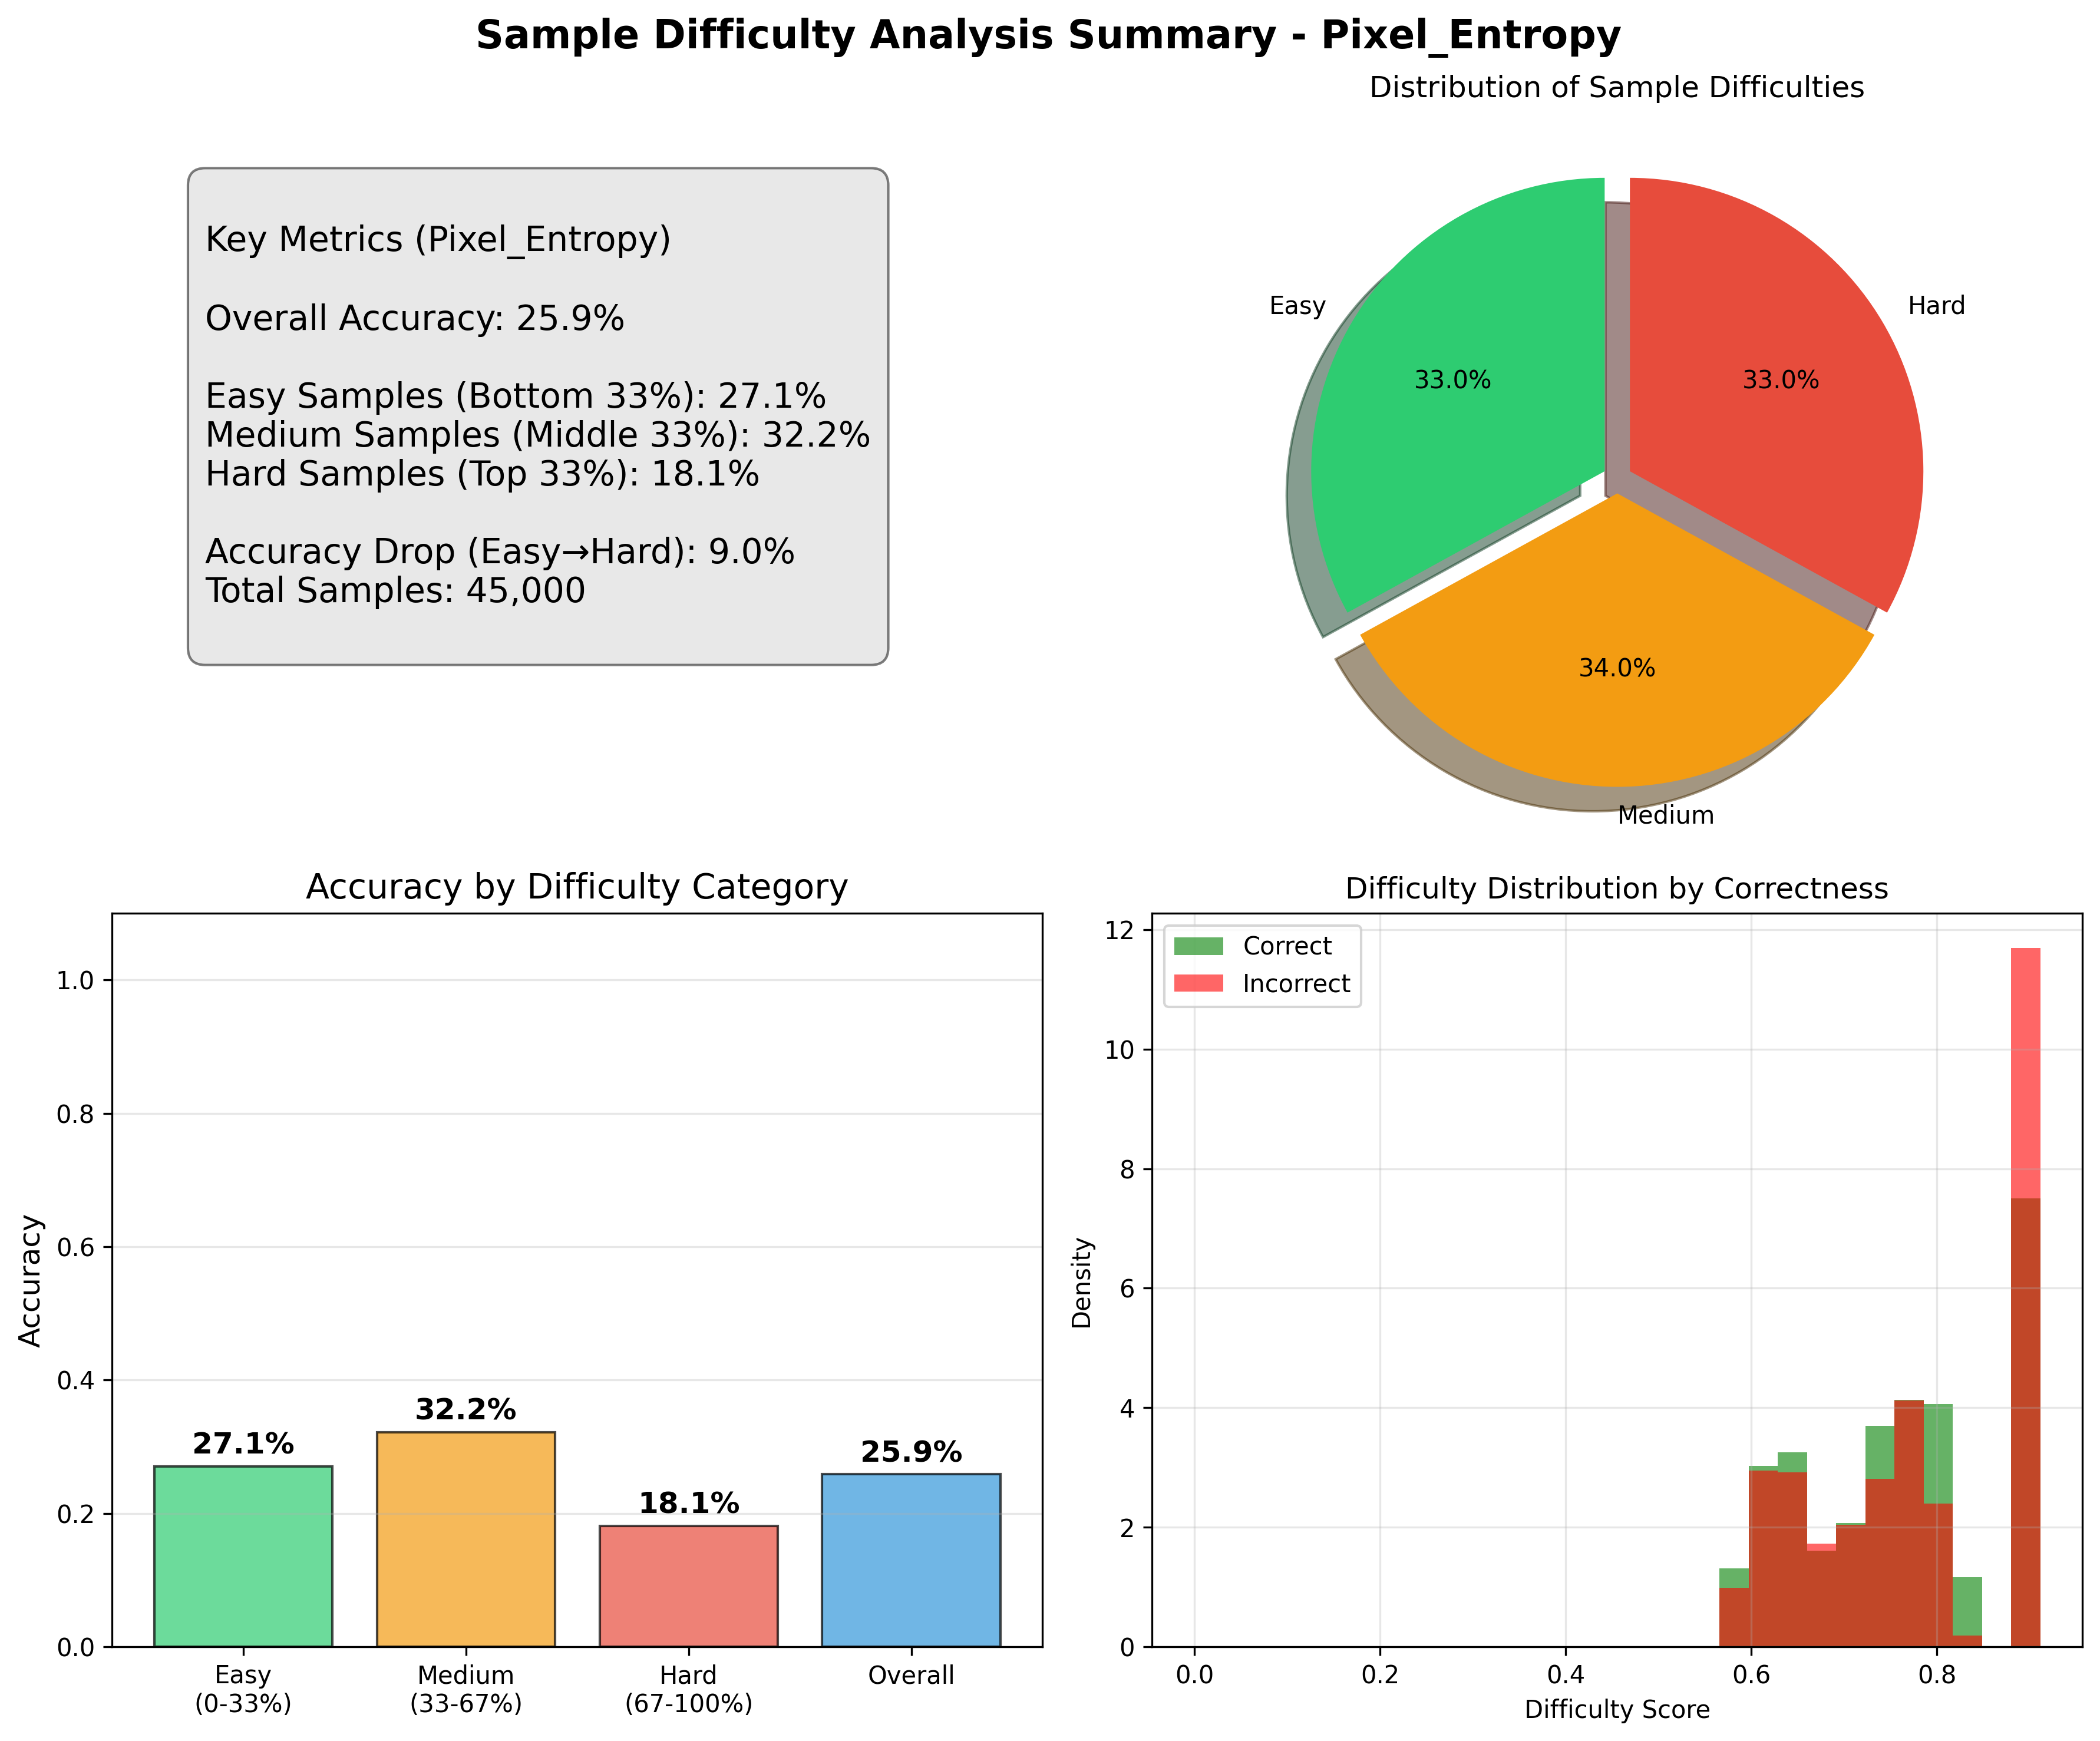 Sample Difficulty Analysis Summary - Pixel_Entropy
Key Metrics (Pixel_Entropy)
Overall Accuracy: 25.9%
Easy Samples (Bottom 33%): 27.1%
Medium Samples (Middle 33%): 32.2%
Hard Samples (Top 33%): 18.1%
Accuracy Drop (Easy→Hard): 9.0%
Total Samples: 45,000
Distribution of Sample Difficulties
Easy
Hard
33.0%
33.0%
34.0%
Medium
Accuracy by Difficulty Category
Accuracy
1.0
0.8
0.6
0.4
0.2
0.0
27.1%
32.2%
18.1%
25.9%
Easy
(0-33%)
Medium
(33-67%)
Hard
(67-100%)
Overall
Difficulty Distribution by Correctness
Density
12
10
8
6
4
2
0
Correct
Incorrect
0.0
0.2
0.4
0.6
0.8
Difficulty Score